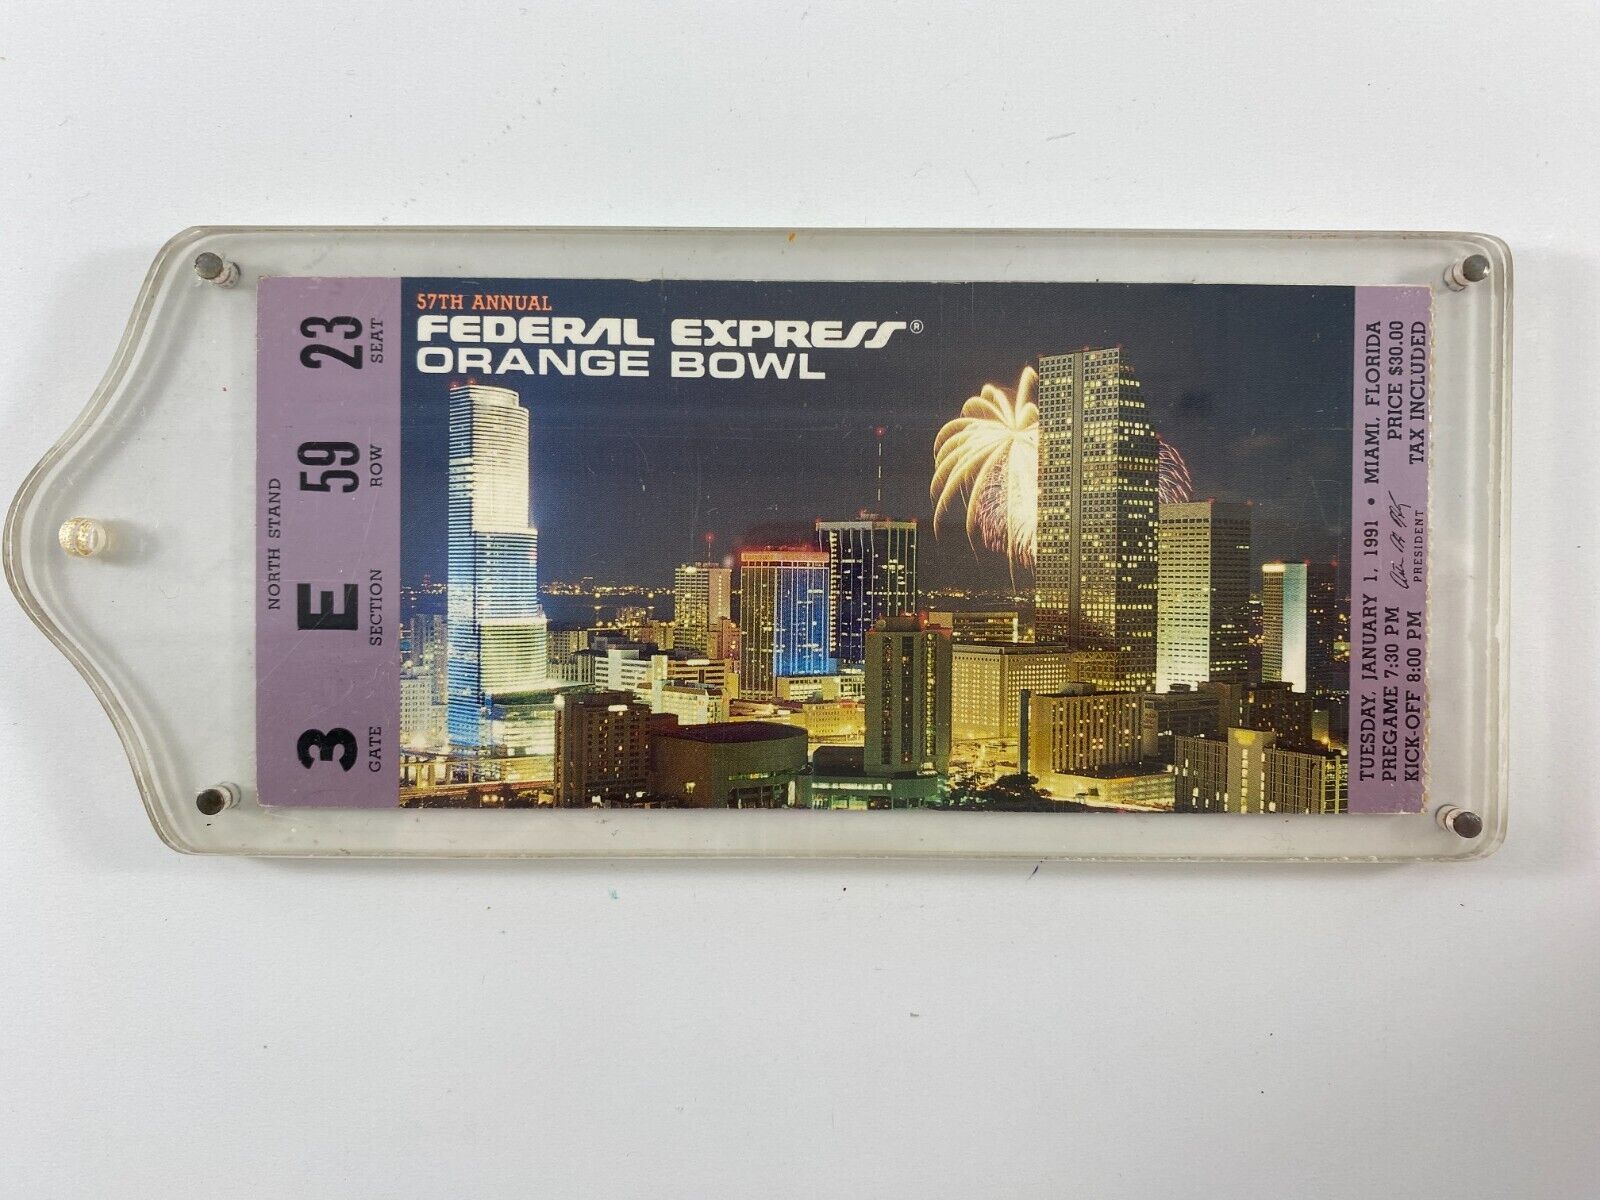 57TH ANNUAL
FEDERAL EXPRESS®
ORANGE BOWL
NORTH STAND
3 E 59 23
GATE SECTION ROW SEAT
TUESDAY, JANUARY 1, 1991 • MIAMI, FLORIDA
PREGAME 7:30 PM PRICE $30.00
KICK-OFF 8:00 PM PRESIDENT TAX INCLUDED